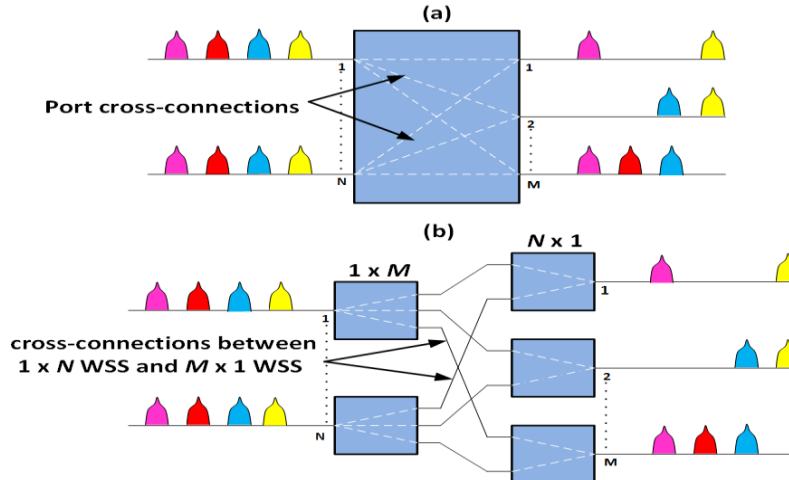 (a)
1
1
Port cross-connections
2
N
M
(b)
1 x M
N x 1
1
1
cross-connections between
1 x N WSS and M x 1 WSS
2
N
M